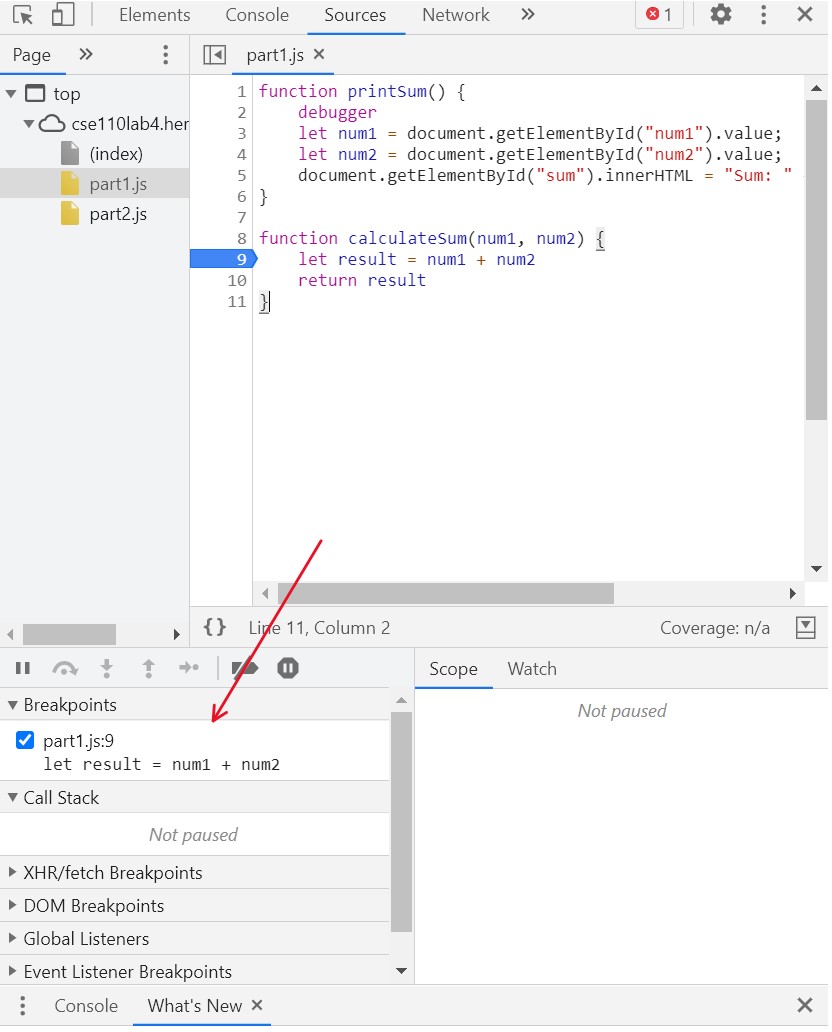 Elements Console Sources Network 1
Page
part1.js
top
cse110lab4.her
(index)
part1.js
part2.js
1 function printSum() {
2 debugger
3 let num1 = document.getElementById("num1").value;
4 let num2 = document.getElementById("num2").value;
5 document.getElementById("sum").innerHTML = "Sum: "
6 }
7
8 function calculateSum(num1, num2) {
9 let result = num1 + num2
10 return result
11 }
{} Line 11, Column 2 Coverage: n/a
Breakpoints
part1.js:9
let result = num1 + num2
Call Stack
Not paused
XHR/fetch Breakpoints
DOM Breakpoints
Global Listeners
Event Listener Breakpoints
Scope Watch
Not paused
Console What's New